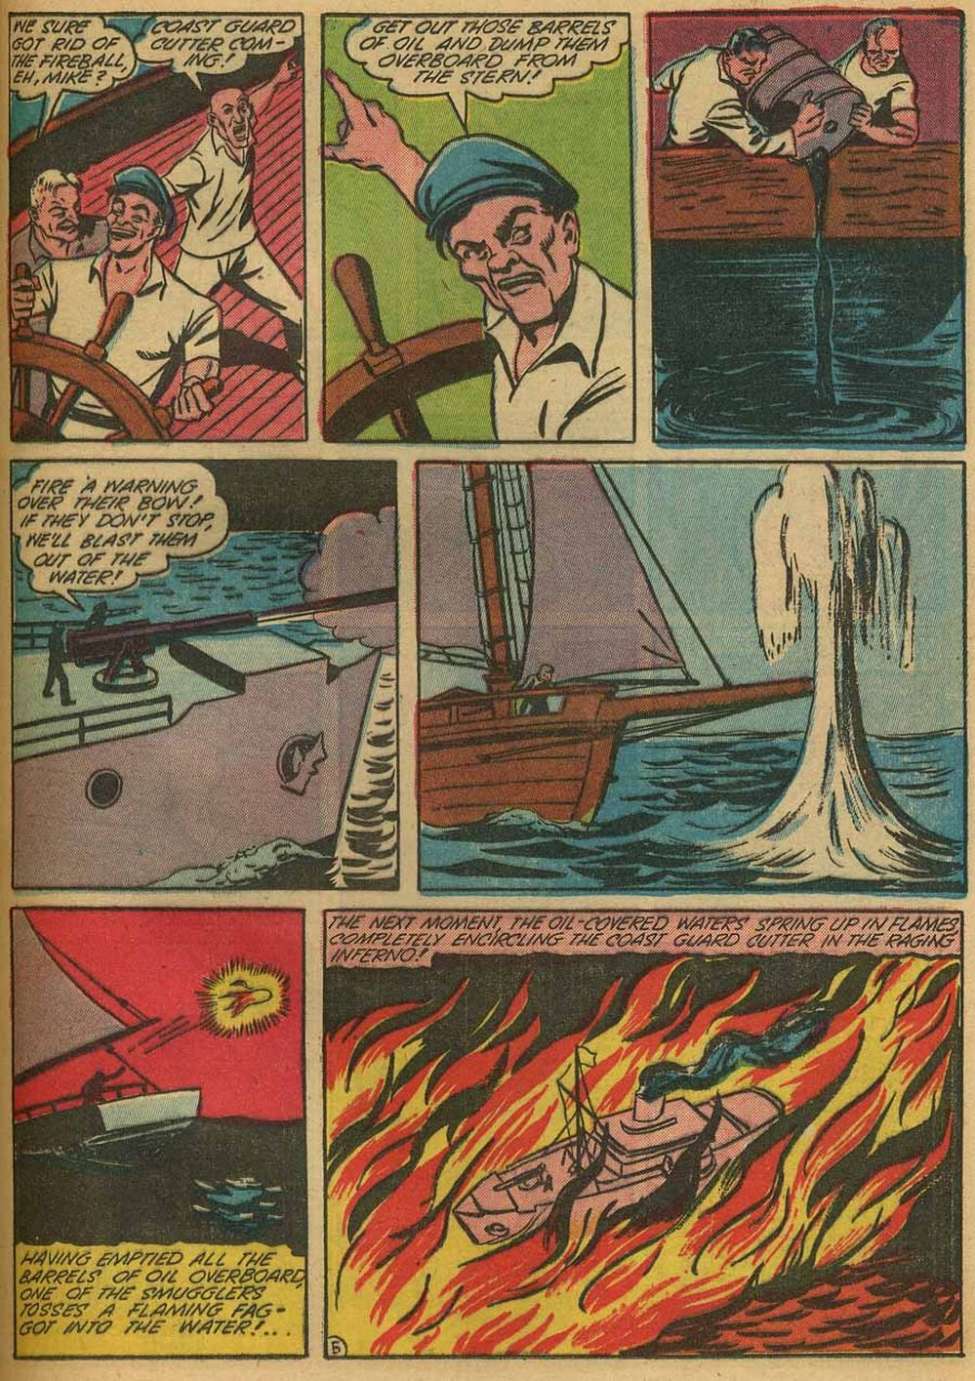 WE SURE
GOT RID OF
THE FIREBALL,
EH, MIKE?
COAST GUARD
CUTTER COM-
ING!
GET OUT THOSE BARRELS
OF OIL AND DUMP THEM
OVERBOARD FROM
THE STERN!
FIRE A WARNING
OVER THEIR BOW!
IF THEY DON'T STOP,
WE'LL BLAST THEM
OUT OF THE
WATER!
HAVING EMPTIED ALL THE
BARRELS OF OIL OVERBOARD,
ONE OF THE SMUGGLERS
TOSSES A FLAMING FAG-
GOT INTO THE WATER!...
THE NEXT MOMENT, THE OIL-COVERED WATERS SPRING UP IN FLAMES,
COMPLETELY ENCIRCLING THE COAST GUARD CUTTER IN THE RAGING
INFERNO!
5